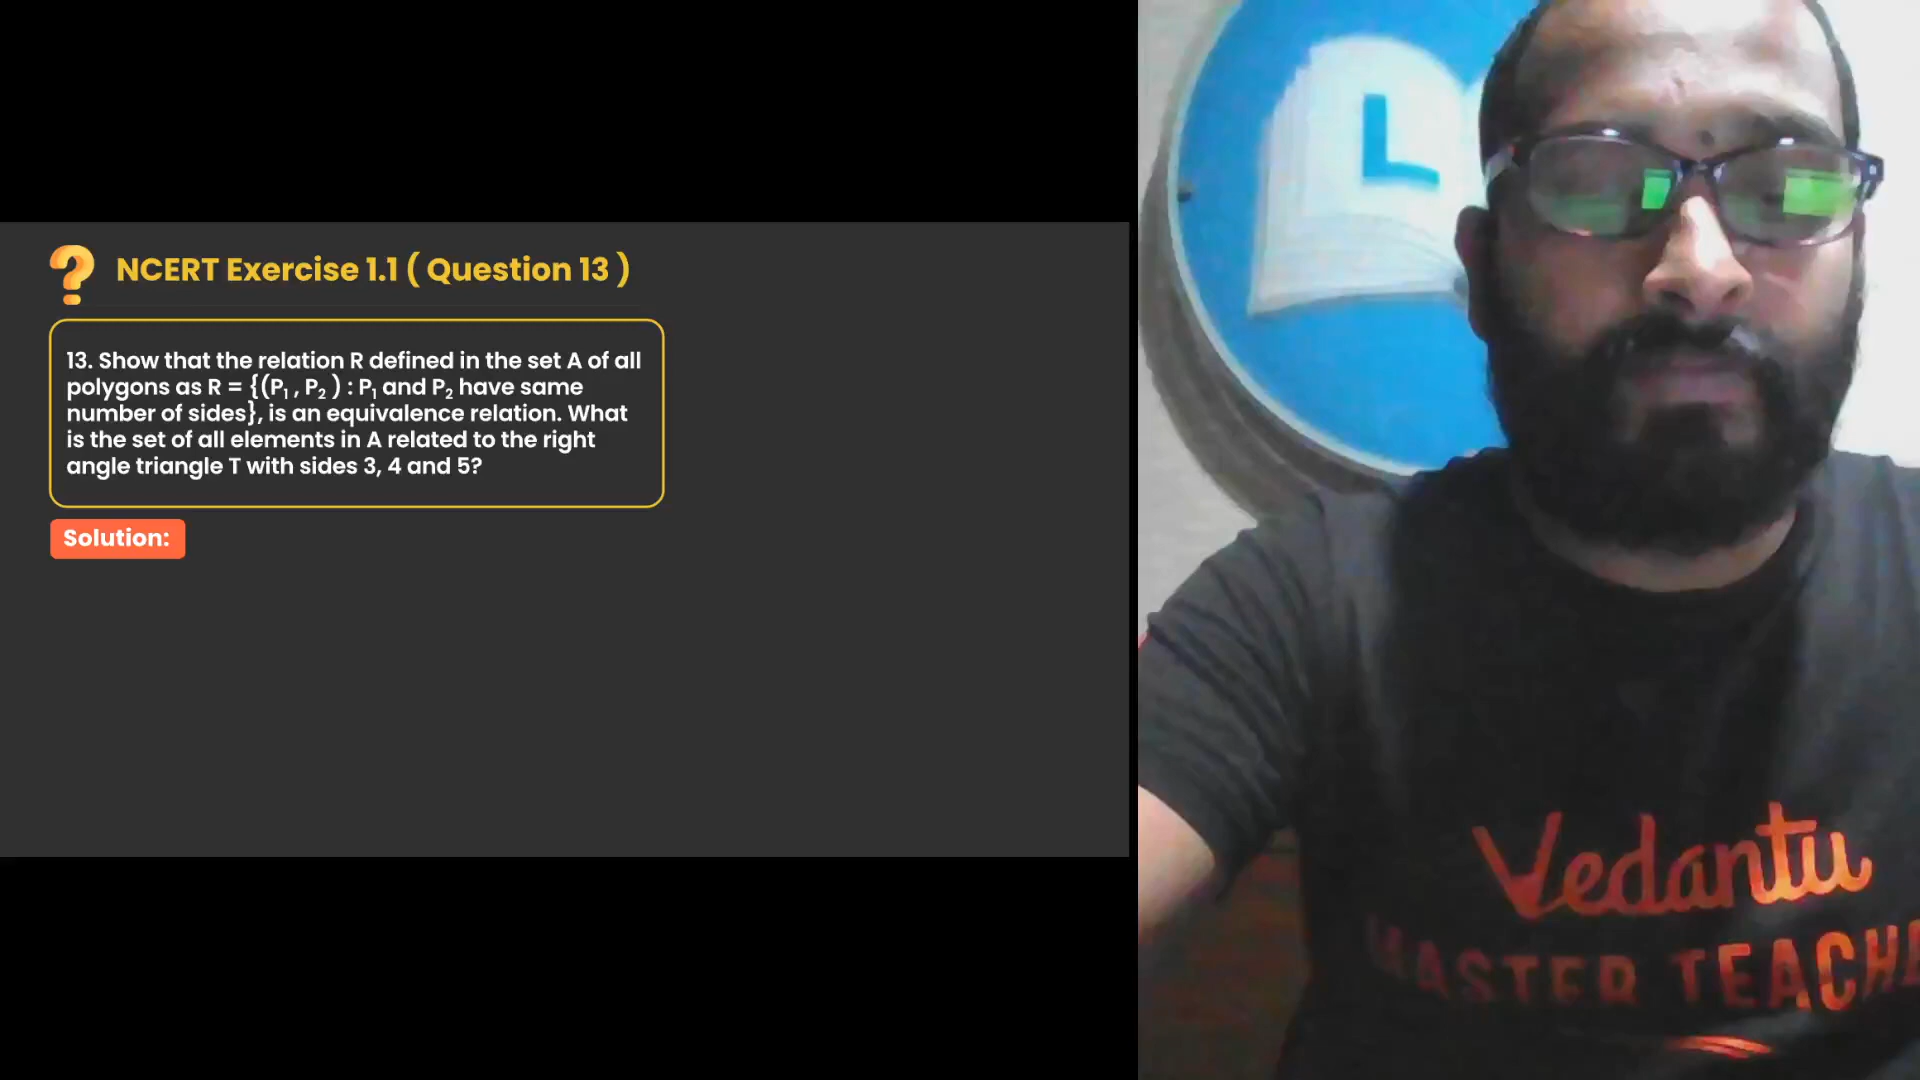 NCERT Exercise 1.1 ( Question 13 )
13. Show that the relation R defined in the set A of all
polygons as R = {(P₁ , P₂ ) : P₁ and P₂ have same
number of sides}, is an equivalence relation. What
is the set of all elements in A related to the right
angle triangle T with sides 3, 4 and 5?
Solution:
L
Vedantu
MASTER TEACHE